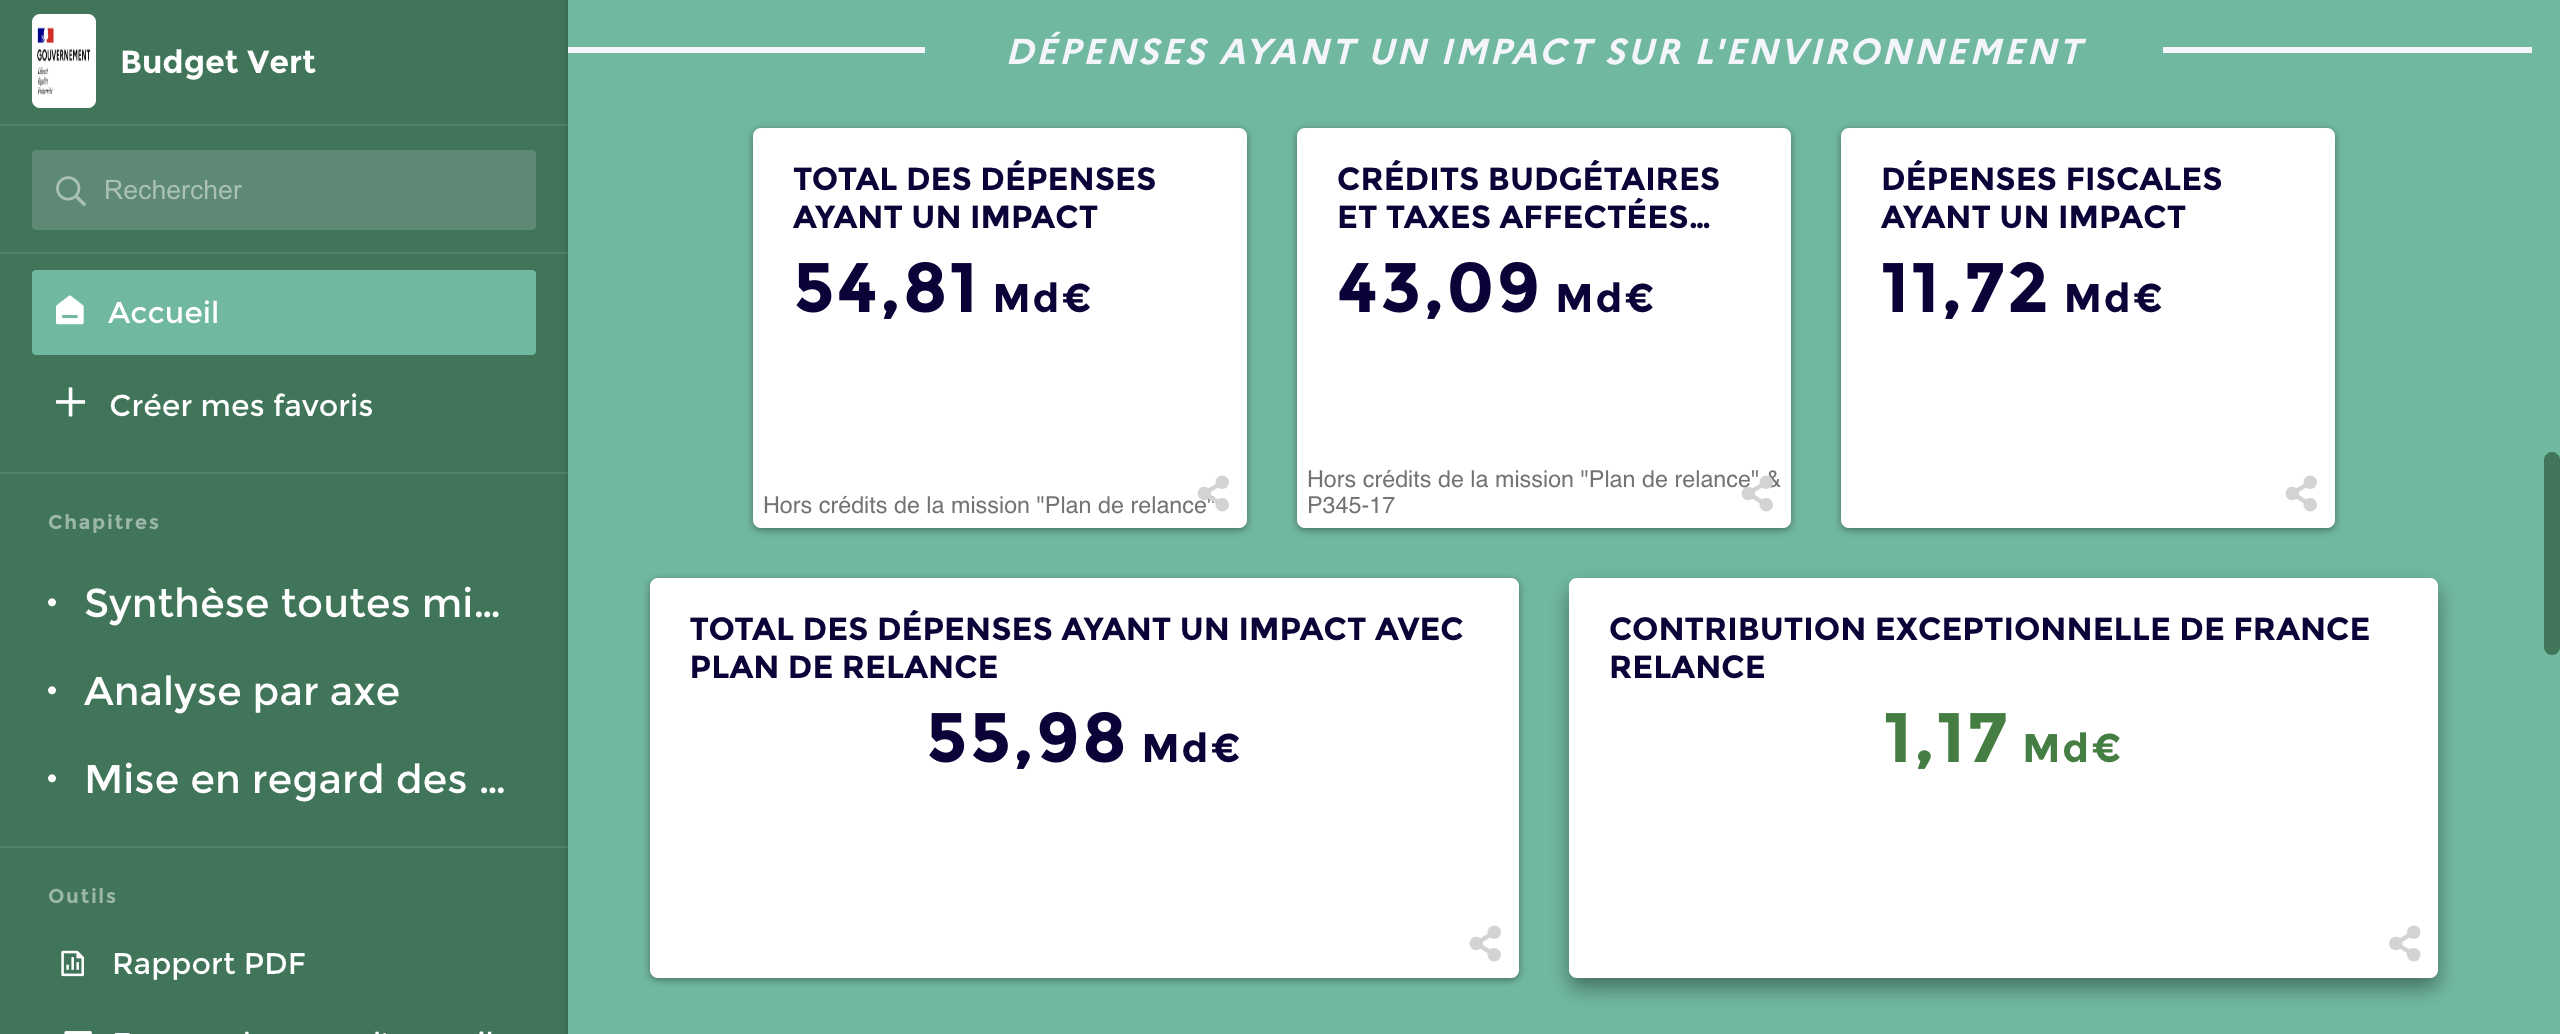 GOUVERNEMENT
Budget Vert
Rechercher
Accueil
Créer mes favoris
Chapitres
• Synthèse toutes mi...
• Analyse par axe
• Mise en regard des ...
Outils
Rapport PDF
DÉPENSES AYANT UN IMPACT SUR L'ENVIRONNEMENT
TOTAL DES DÉPENSES
AYANT UN IMPACT
54,81 Md€
Hors crédits de la mission "Plan de relance"
CRÉDITS BUDGÉTAIRES
ET TAXES AFFECTÉES...
43,09 Md€
Hors crédits de la mission "Plan de relance" &
P345-17
DÉPENSES FISCALES
AYANT UN IMPACT
11,72 Md€
TOTAL DES DÉPENSES AYANT UN IMPACT AVEC
PLAN DE RELANCE
55,98 Md€
CONTRIBUTION EXCEPTIONNELLE DE FRANCE
RELANCE
1,17 Md€